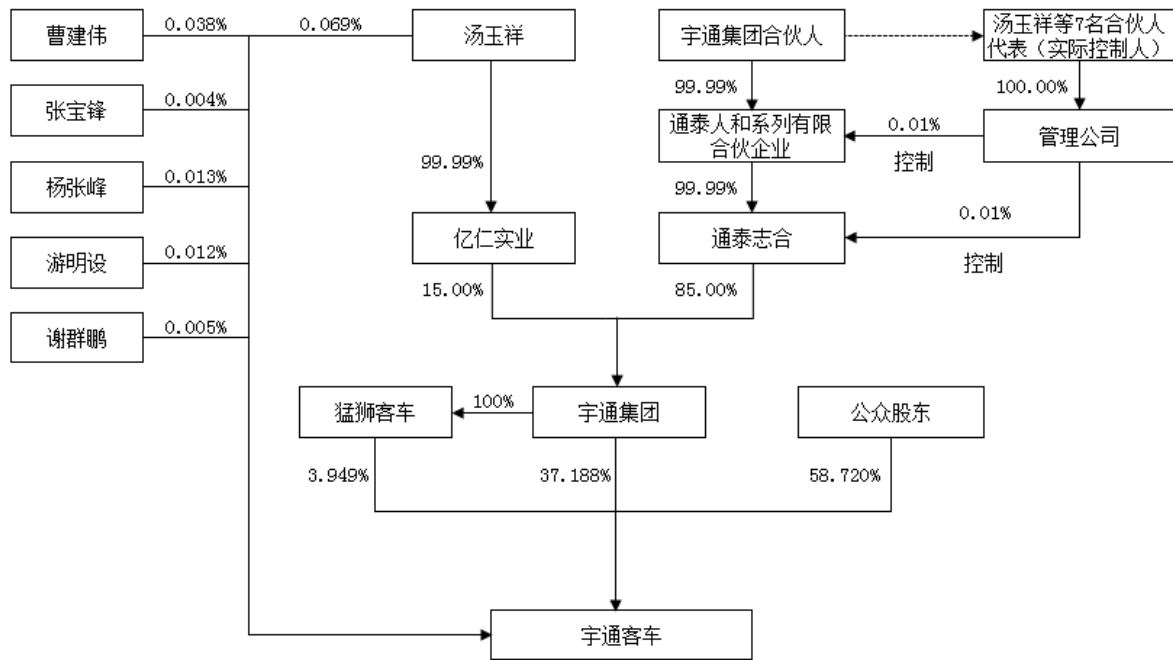 曹建伟
0.038%
0.069%
汤玉祥
宇通集团合伙人
汤玉祥等7名合伙人
代表（实际控制人）
99.99%
100.00%
张宝锋
0.004%
通泰人和系列有限
合伙企业
0.01%
控制
管理公司
杨张峰
0.013%
99.99%
99.99%
0.01%
游明设
0.012%
亿仁实业
通泰志合
控制
15.00%
85.00%
谢群鹏
0.005%
猛狮客车
100%
宇通集团
公众股东
3.949%
37.188%
58.720%
宇通客车